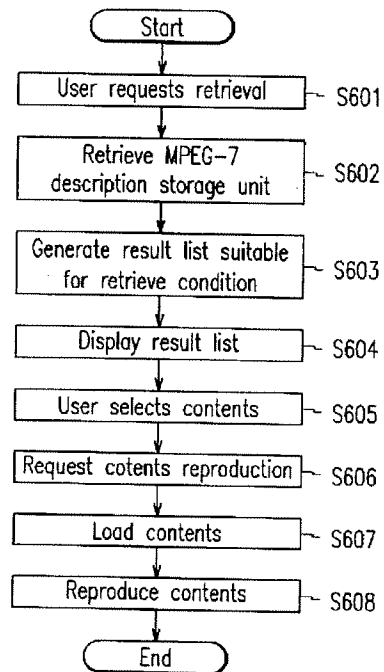 Start
User requests retrieval
S601
Retrieve MPEG-7
description storage unit
S602
Generate result list suitable
for retrieve condition
S603
Display result list
S604
User selects contents
S605
Request cotents reproduction
S606
Load contents
S607
Reproduce contents
S608
End